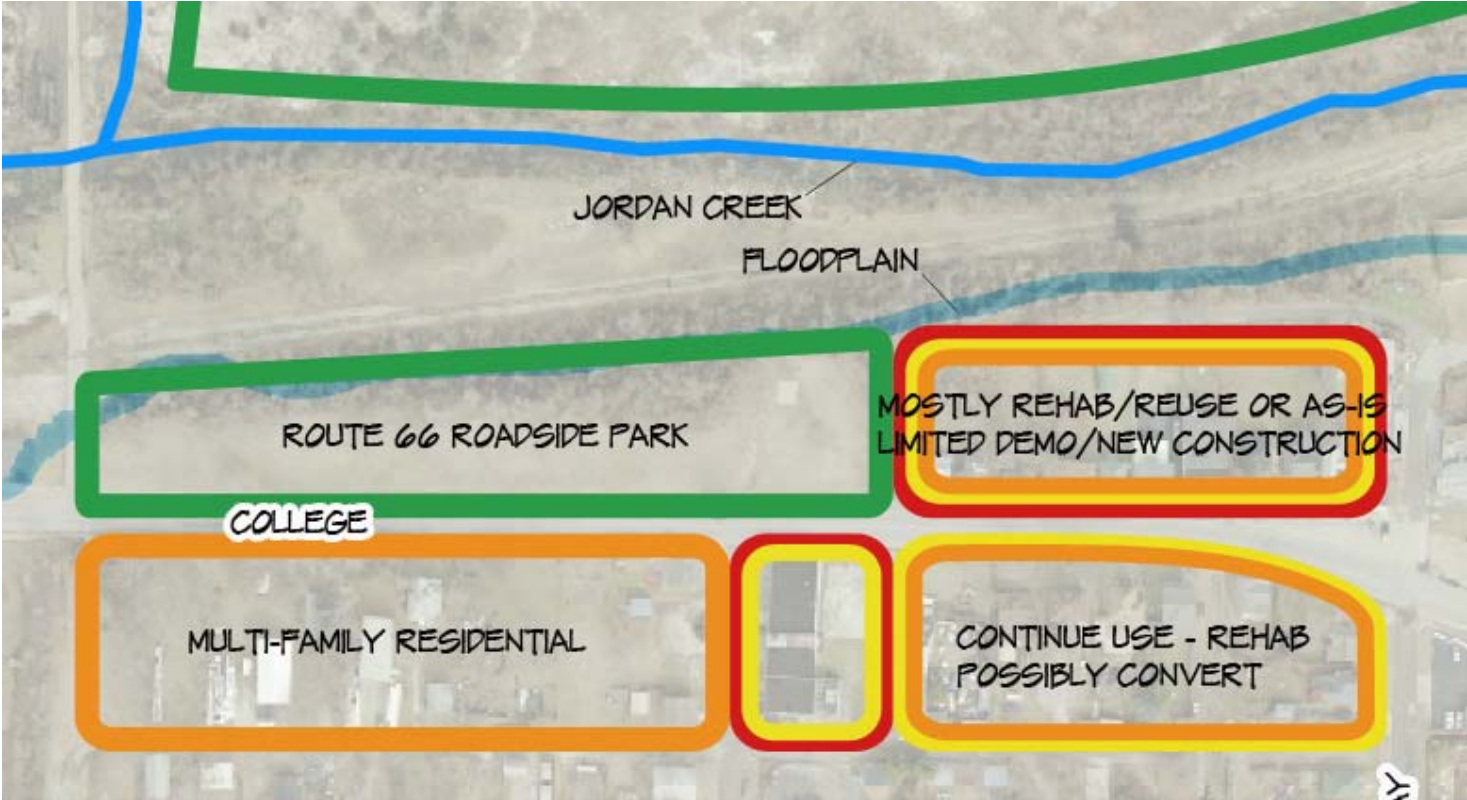 JORDAN CREEK
FLOODPLAIN
MOSTLY REHAB/REUSE OR AS-IS
LIMITED DEMO/NEW CONSTRUCTION
ROUTE 66 ROADSIDE PARK
COLLEGE
MULTI-FAMILY RESIDENTIAL
CONTINUE USE - REHAB
POSSIBLY CONVERT